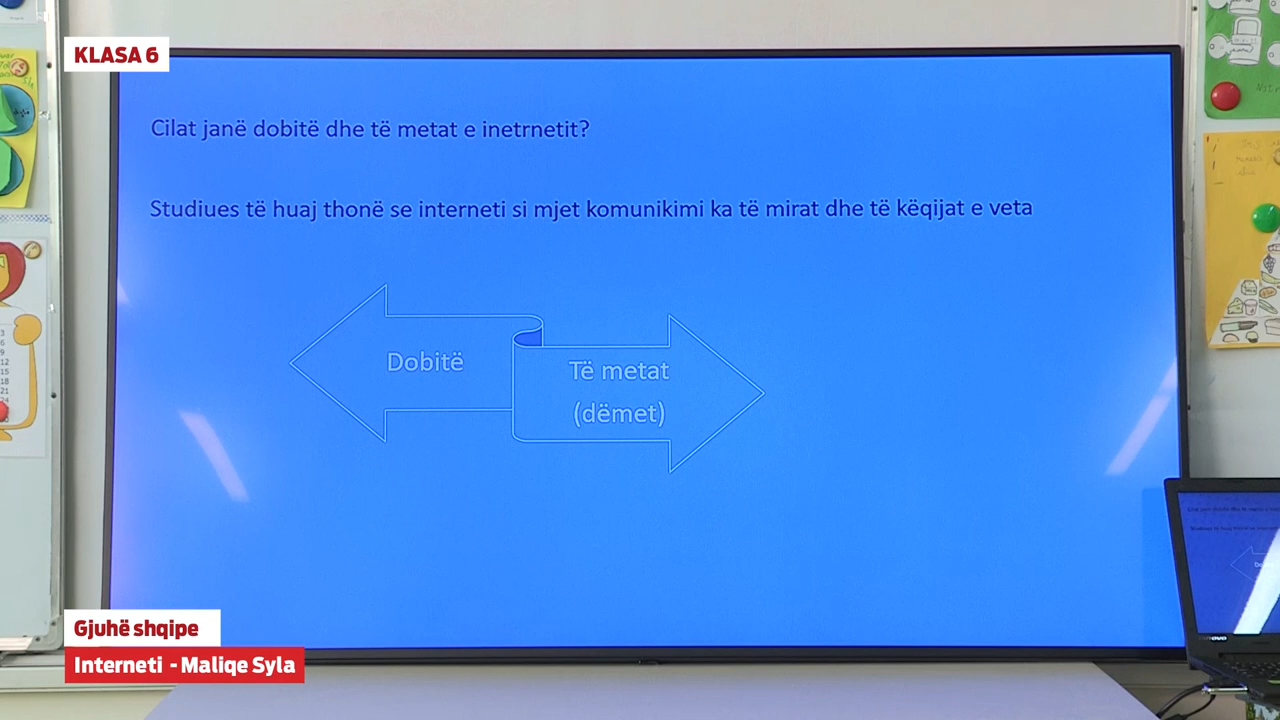 KLASA 6
Cilat janë dobitë dhe të metat e inetrnetit?
Studiues të huaj thonë se interneti si mjet komunikimi ka të mirat dhe të këqijat e veta
Dobitë
Të metat
(dëmet)
Gjuhë shqipe
Interneti - Maliqe Syla